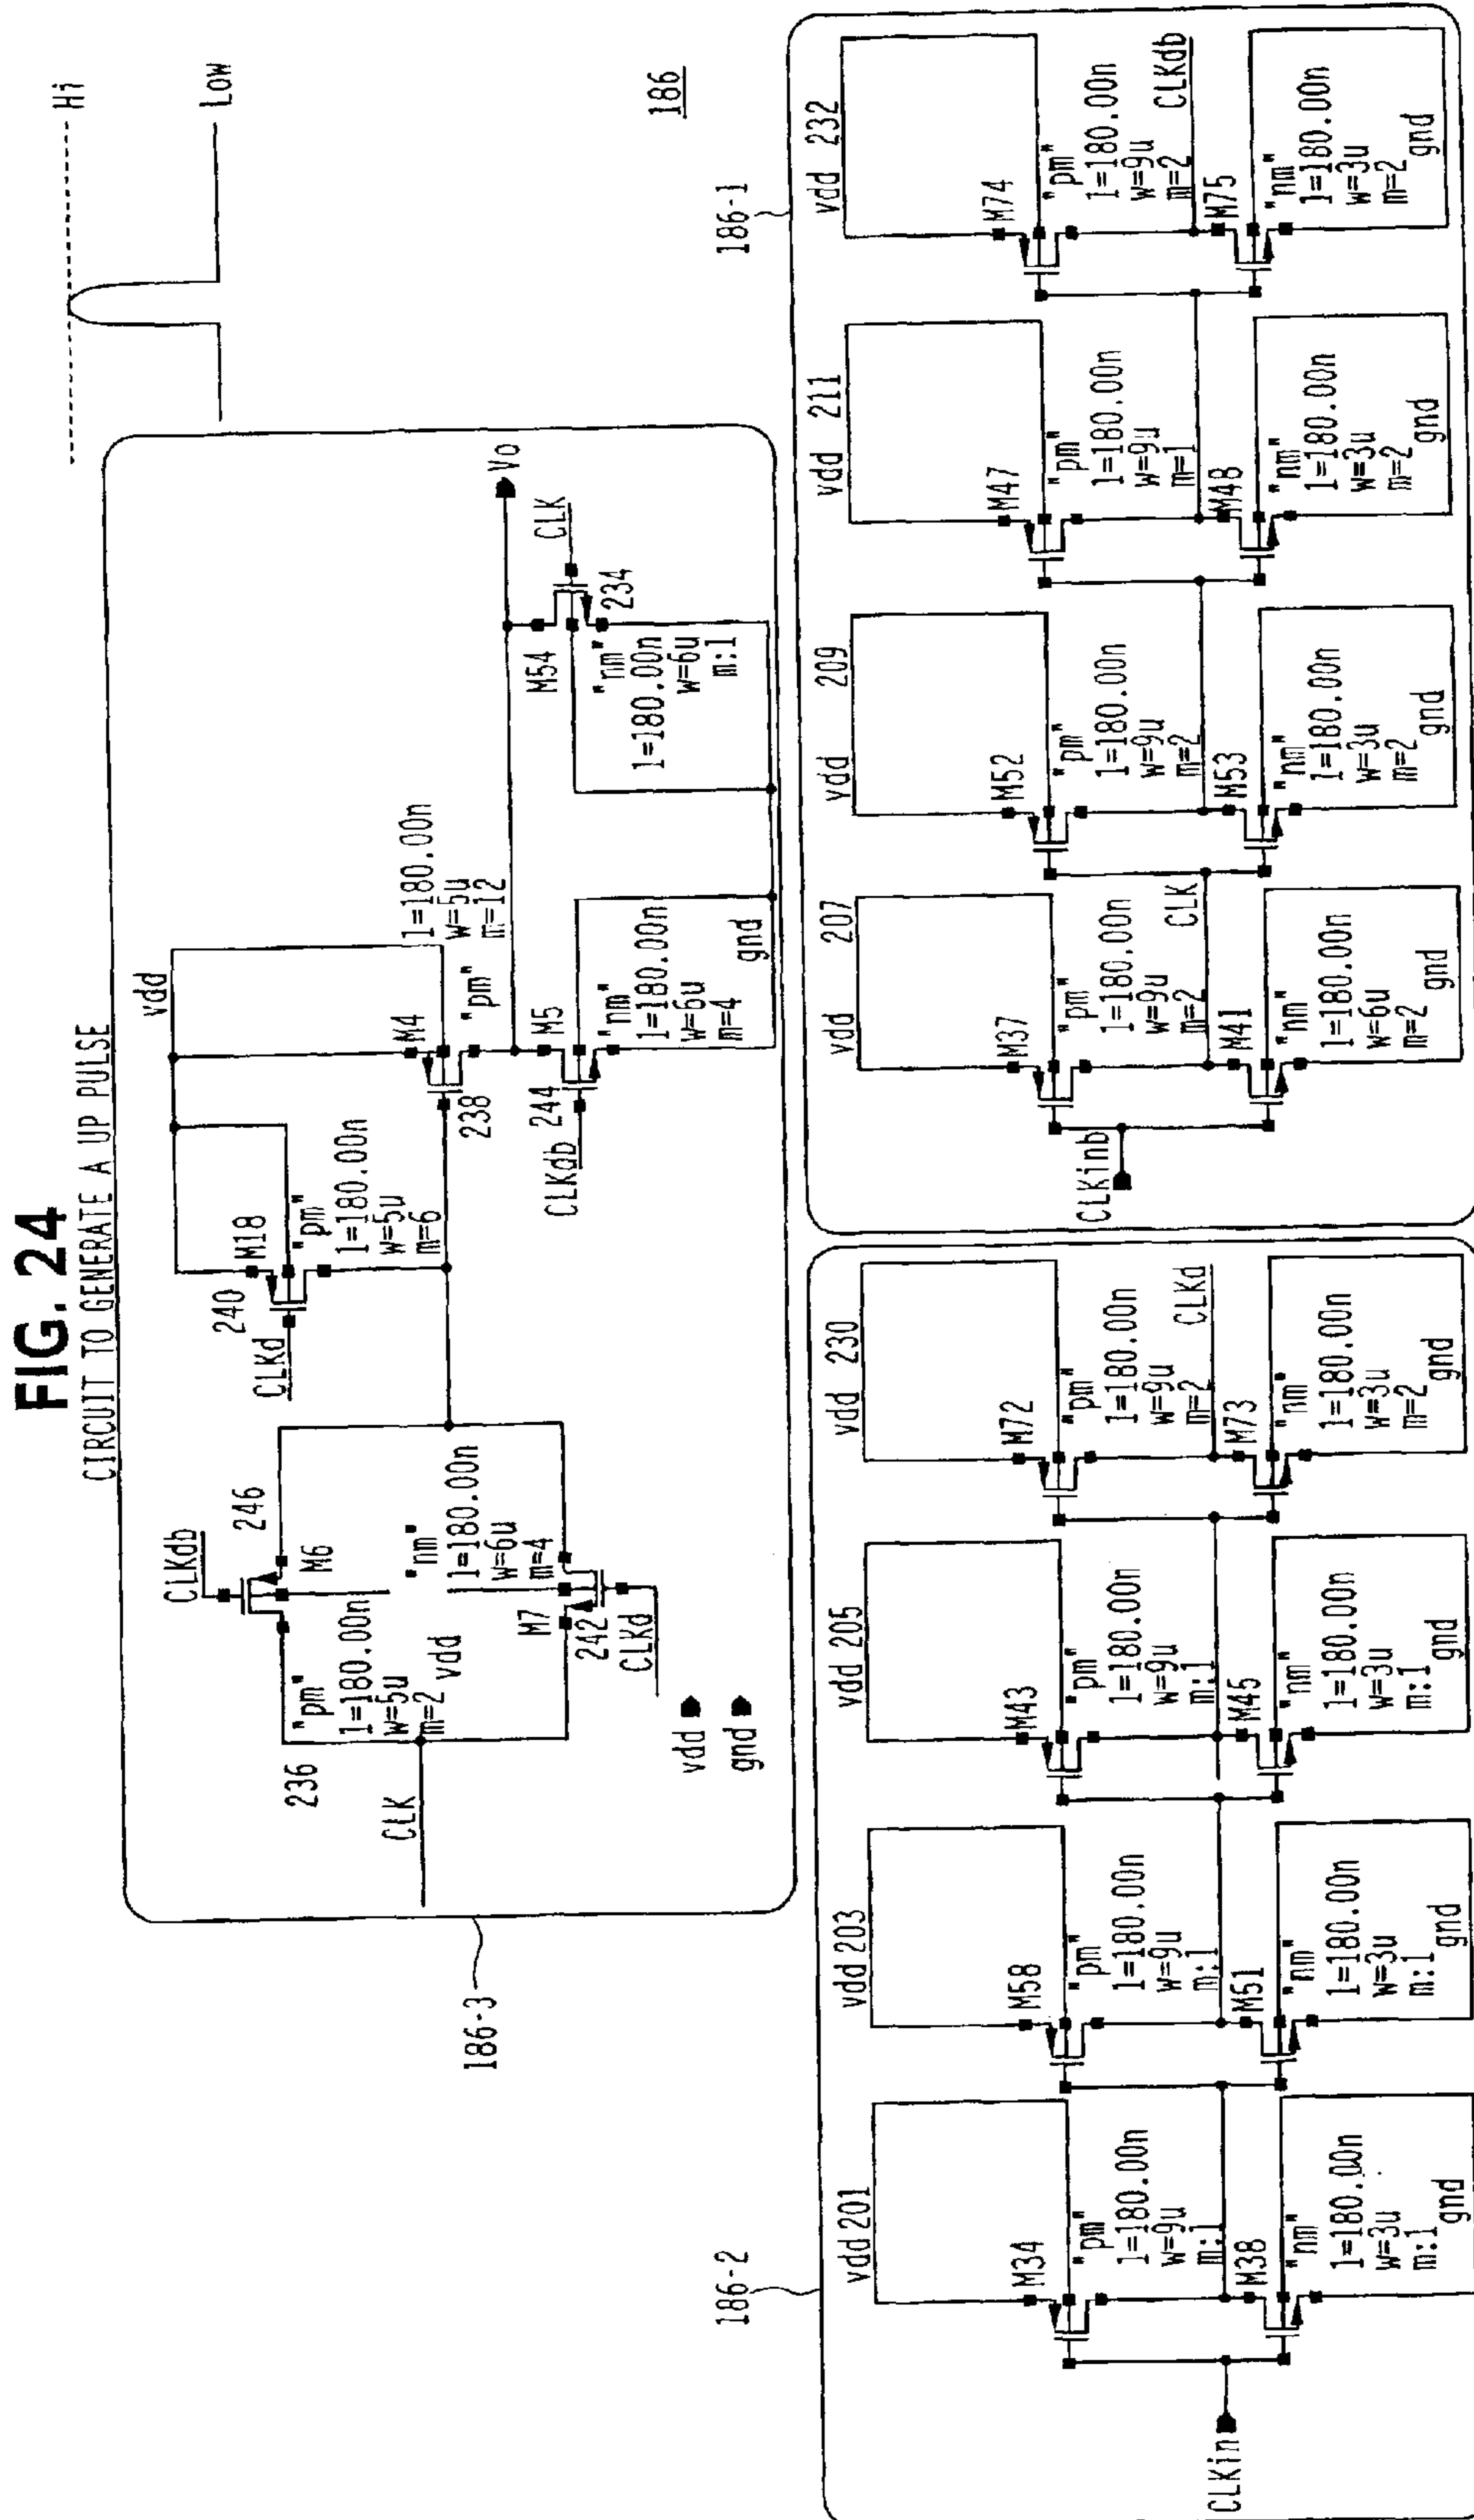 FIG. 24
CIRCUIT TO GENERATE A UP PULSE
Hi
Low
186
186-3
CLK
236
"pm"
l=180.00n
w=5u
m=2
vdd
CLKdb
246
M6
"nm"
l=180.00n
w=6u
m=4
M7
242
CLKd
vdd
gnd
CLKd
240
M18
"pm"
l=180.00n
w=5u
m=6
vdd
M4
238
"pm"
l=180.00n
w=5u
m=12
CLKdb
244
M5
"nm"
l=180.00n
w=6u
m=4
gnd
Vo
CLK
234
M54
"nm"
l=180.00n
w=6u
m:1
186-2
CLKin
vdd 201
M34
"pm"
l=180.00n
w=9u
m:1
M38
"nm"
l=180.00n
w=3u
m:1
gnd
vdd 203
M58
"pm"
l=180.00n
w=9u
m:1
M51
"nm"
l=180.00n
w=3u
m:1
gnd
vdd 205
M43
"pm"
l=180.00n
w=9u
m:1
M45
"nm"
l=180.00n
w=3u
m:1
gnd
vdd 230
M72
"pm"
l=180.00n
w=9u
m=2
CLKd
M73
"nm"
l=180.00n
w=3u
m=2
gnd
186-1
CLKinb
vdd 207
M37
"pm"
l=180.00n
w=9u
m=2
CLK
M41
"nm"
l=180.00n
w=6u
m=2
gnd
vdd 209
M52
"pm"
l=180.00n
w=9u
m=2
M53
"nm"
l=180.00n
w=3u
m=2
gnd
vdd 211
M47
"pm"
l=180.00n
w=9u
m=1
M48
"nm"
l=180.00n
w=3u
m=2
gnd
vdd 232
M74
"pm"
l=180.00n
w=9u
m=2
CLKdb
M75
"nm"
l=180.00n
w=3u
m=2
gnd